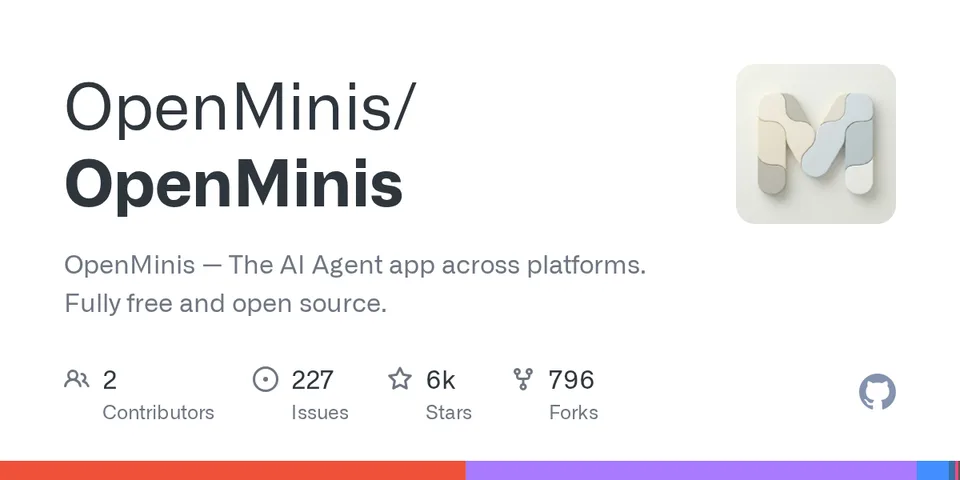 OpenMinis/
OpenMinis
OpenMinis — The AI Agent app across platforms.
Fully free and open source.
2
Contributors
227
Issues
6k
Stars
796
Forks